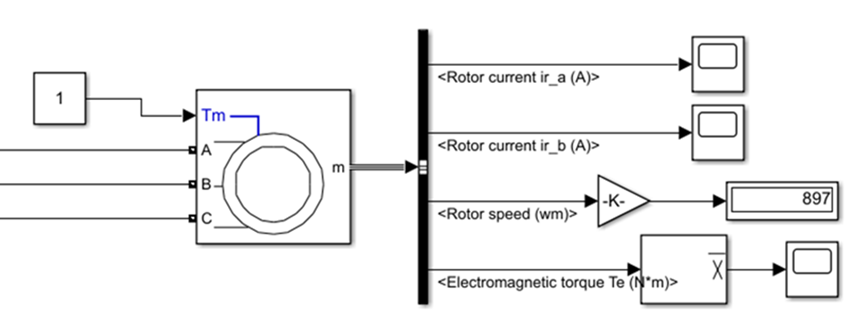 1
Tm
A
B
C
m
<Rotor current ir_a (A)>
<Rotor current ir_b (A)>
<Rotor speed (wm)>
-K-
897
<Electromagnetic torque Te (N*m)>
X̅